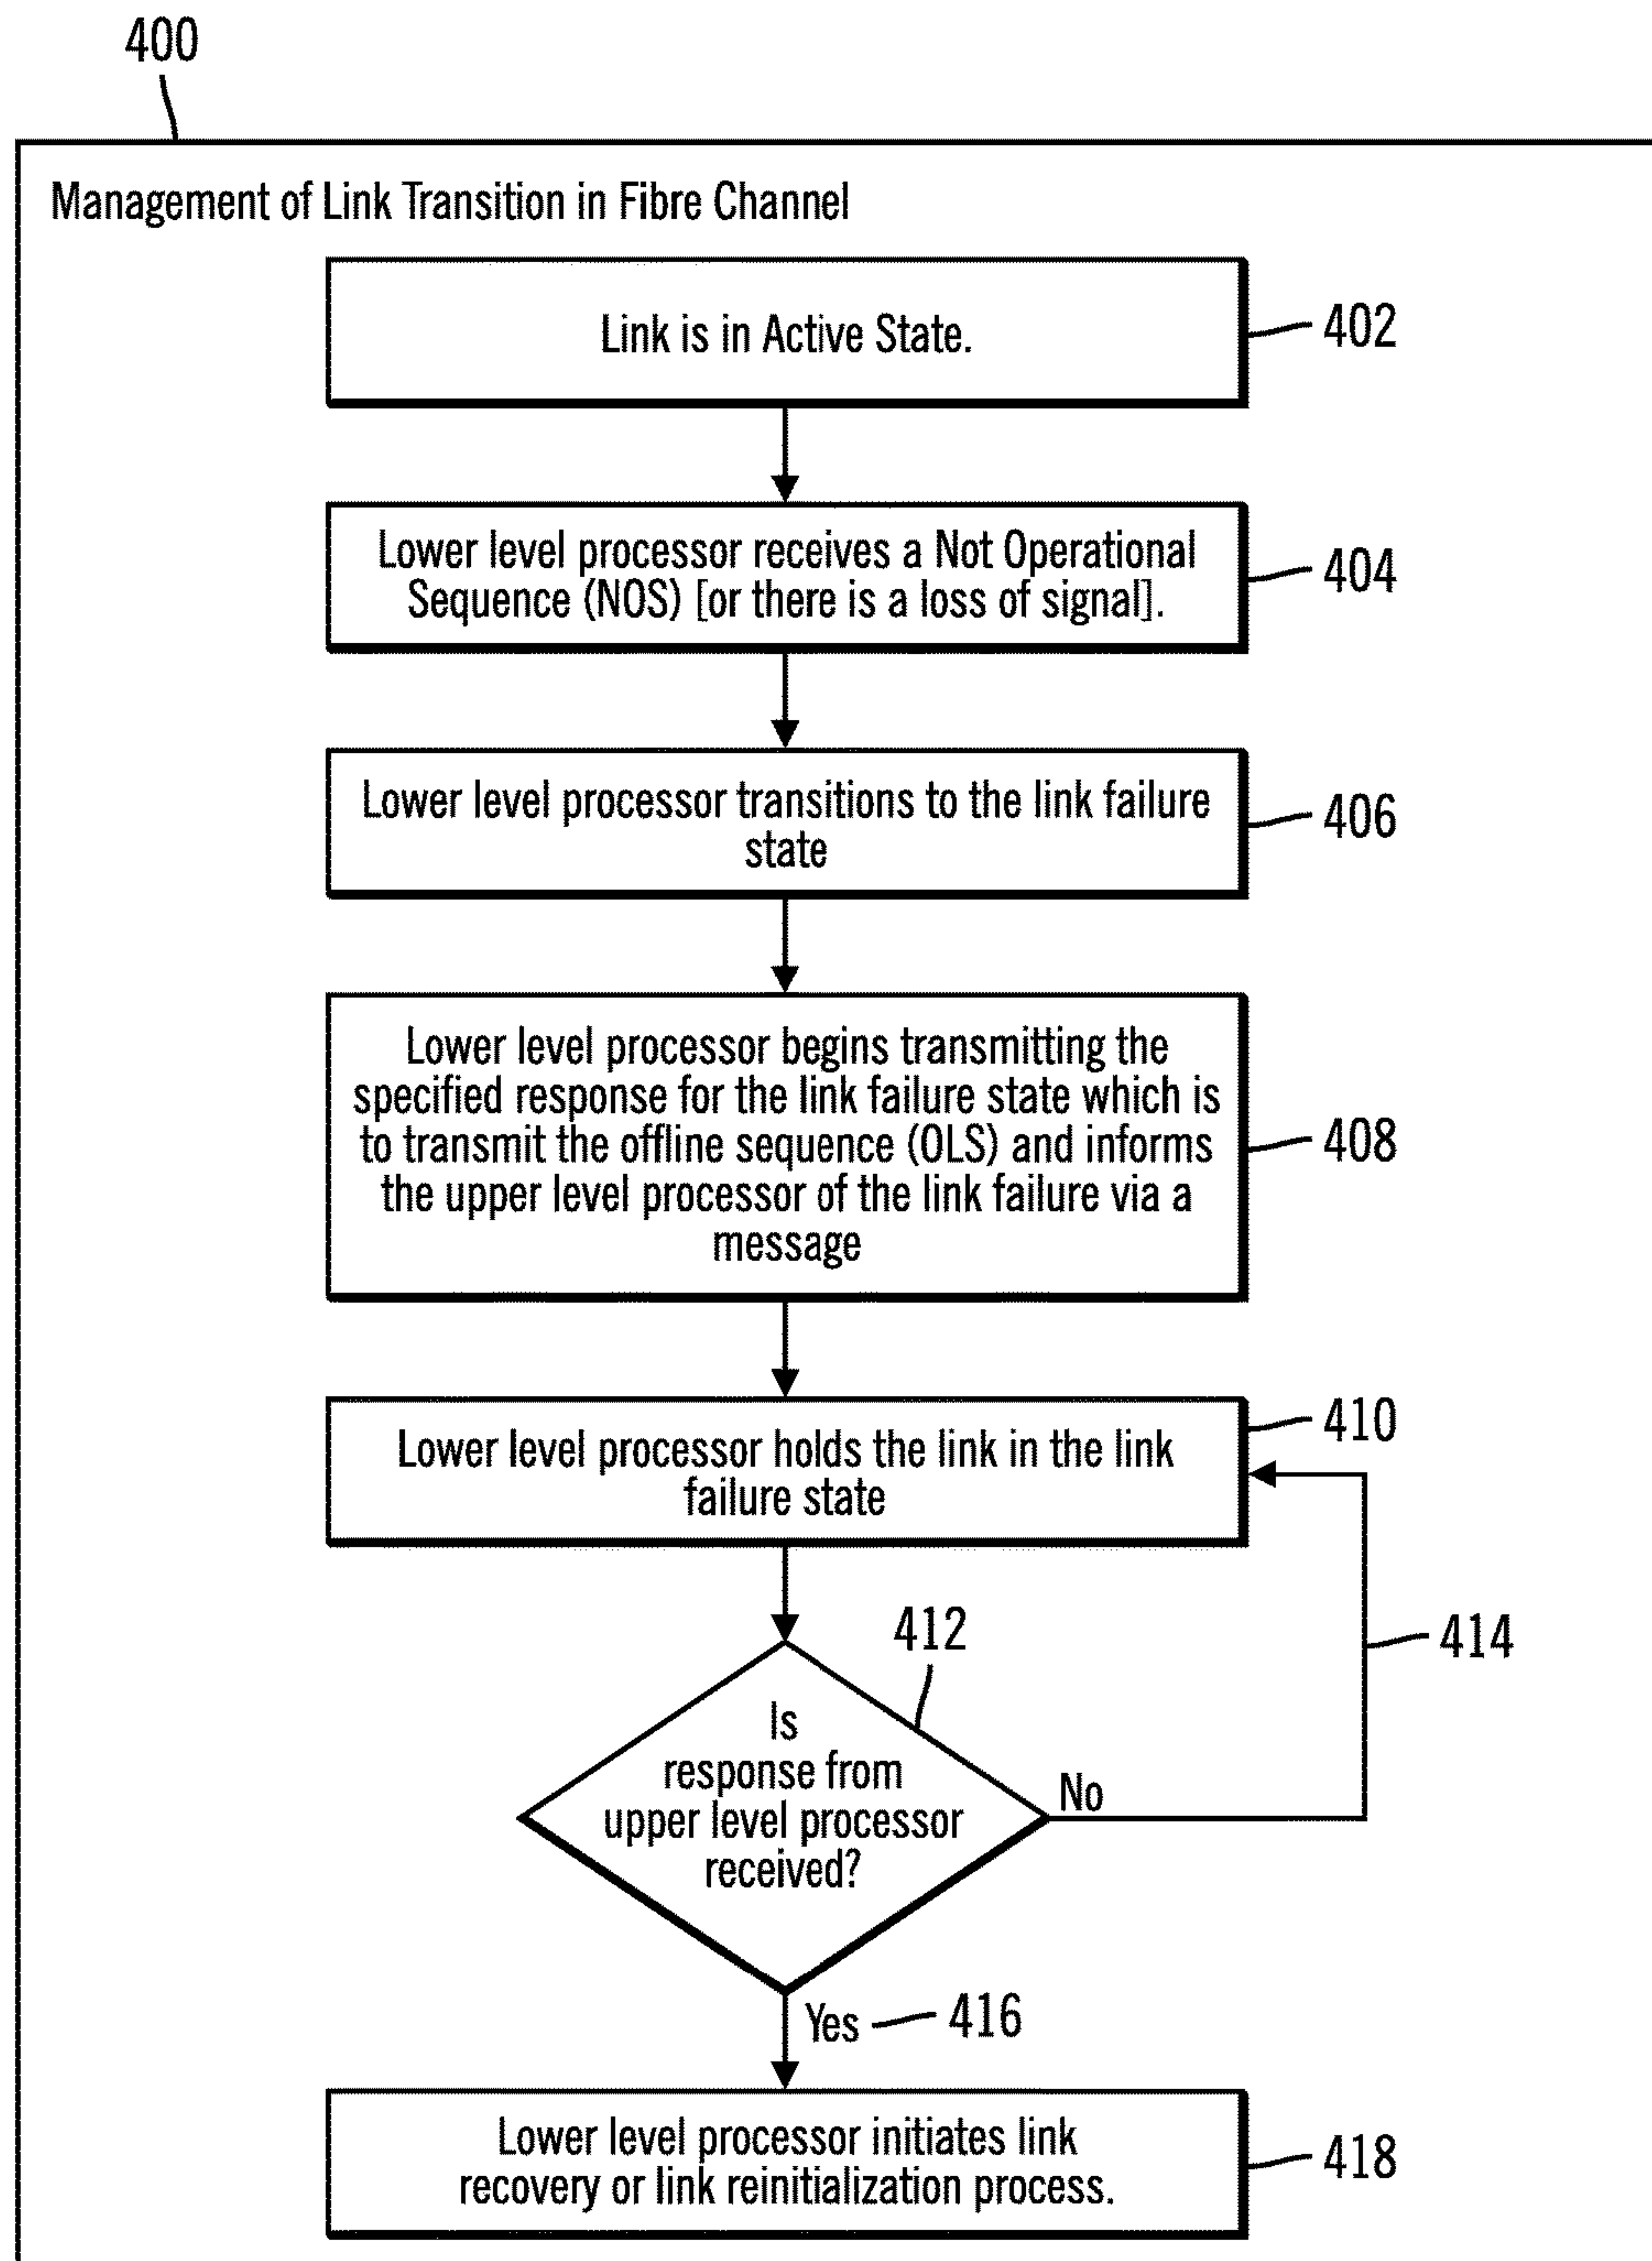 400
Management of Link Transition in Fibre Channel
Link is in Active State.
402
Lower level processor receives a Not Operational
Sequence (NOS) [or there is a loss of signal].
404
Lower level processor transitions to the link failure
state
406
Lower level processor begins transmitting the
specified response for the link failure state which is
to transmit the offline sequence (OLS) and informs
the upper level processor of the link failure via a
message
408
Lower level processor holds the link in the link
failure state
410
412
Is
response from
upper level processor
received?
No
414
Yes
416
Lower level processor initiates link
recovery or link reinitialization process.
418